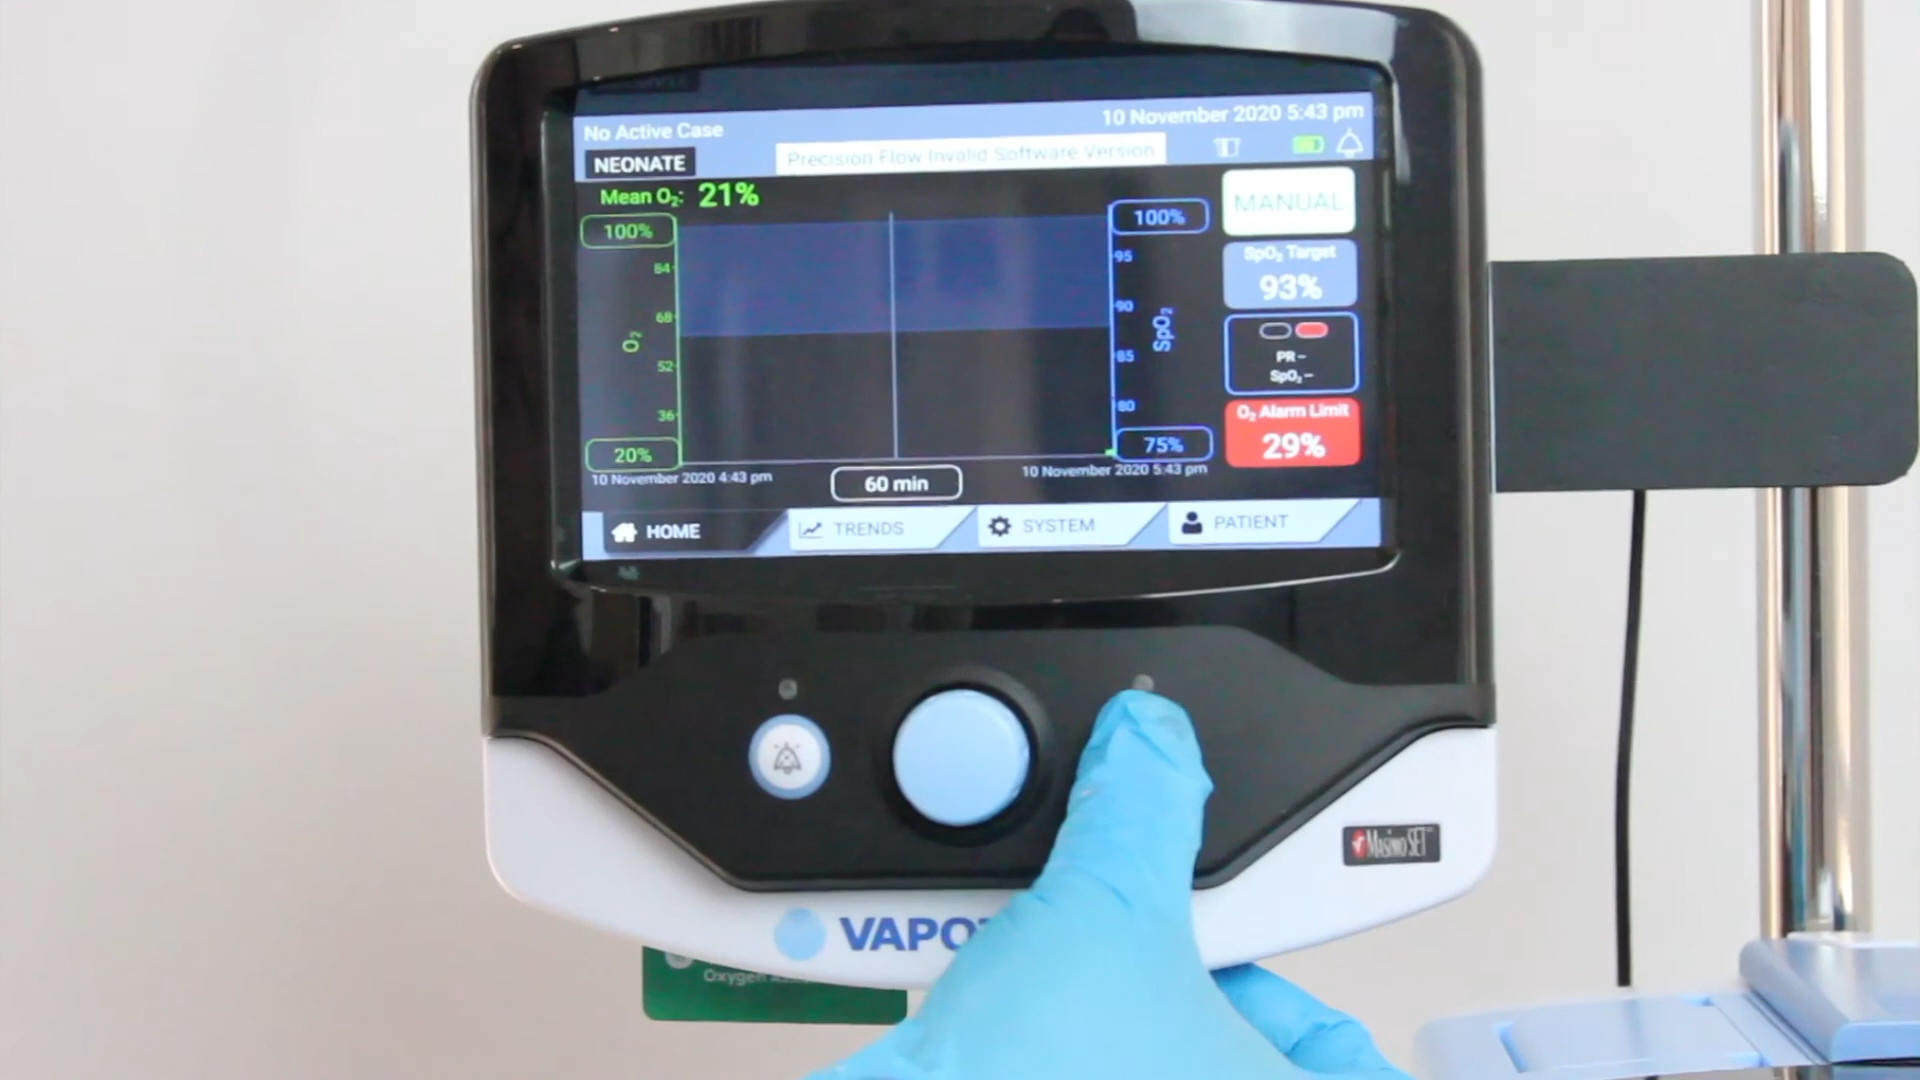 10 November 2020 5:43 pm
No Active Case
NEONATE
Precision Flow Invalid Software Version
Mean O₂: 21%
MANUAL
100%
100%
84
95
SpO₂ Target
93%
68
90
O₂
SpO₂
52
85
PR –
SpO₂ –
36
80
O₂ Alarm Limit
29%
20%
75%
10 November 2020 4:43 pm
60 min
10 November 2020 5:43 pm
HOME
TRENDS
SYSTEM
PATIENT
Masimo SET
VAPO
Oxygen